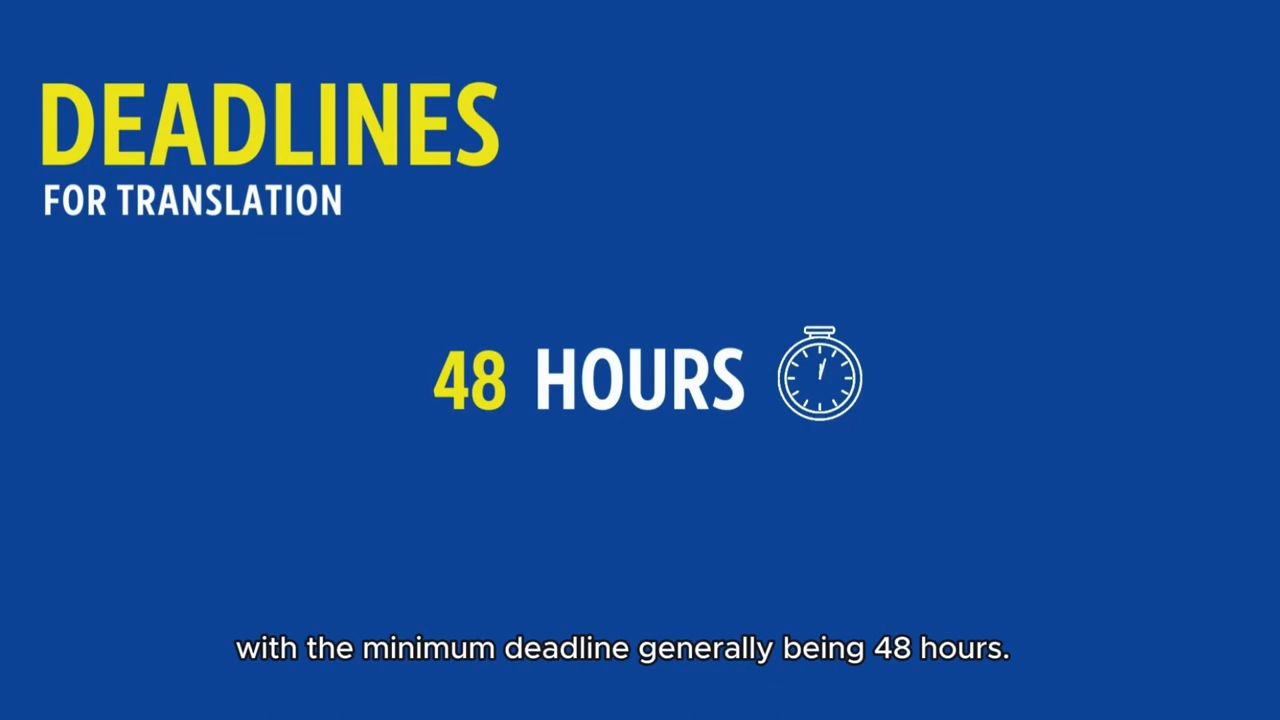 DEADLINES
FOR TRANSLATION
48 HOURS
with the minimum deadline generally being 48 hours.